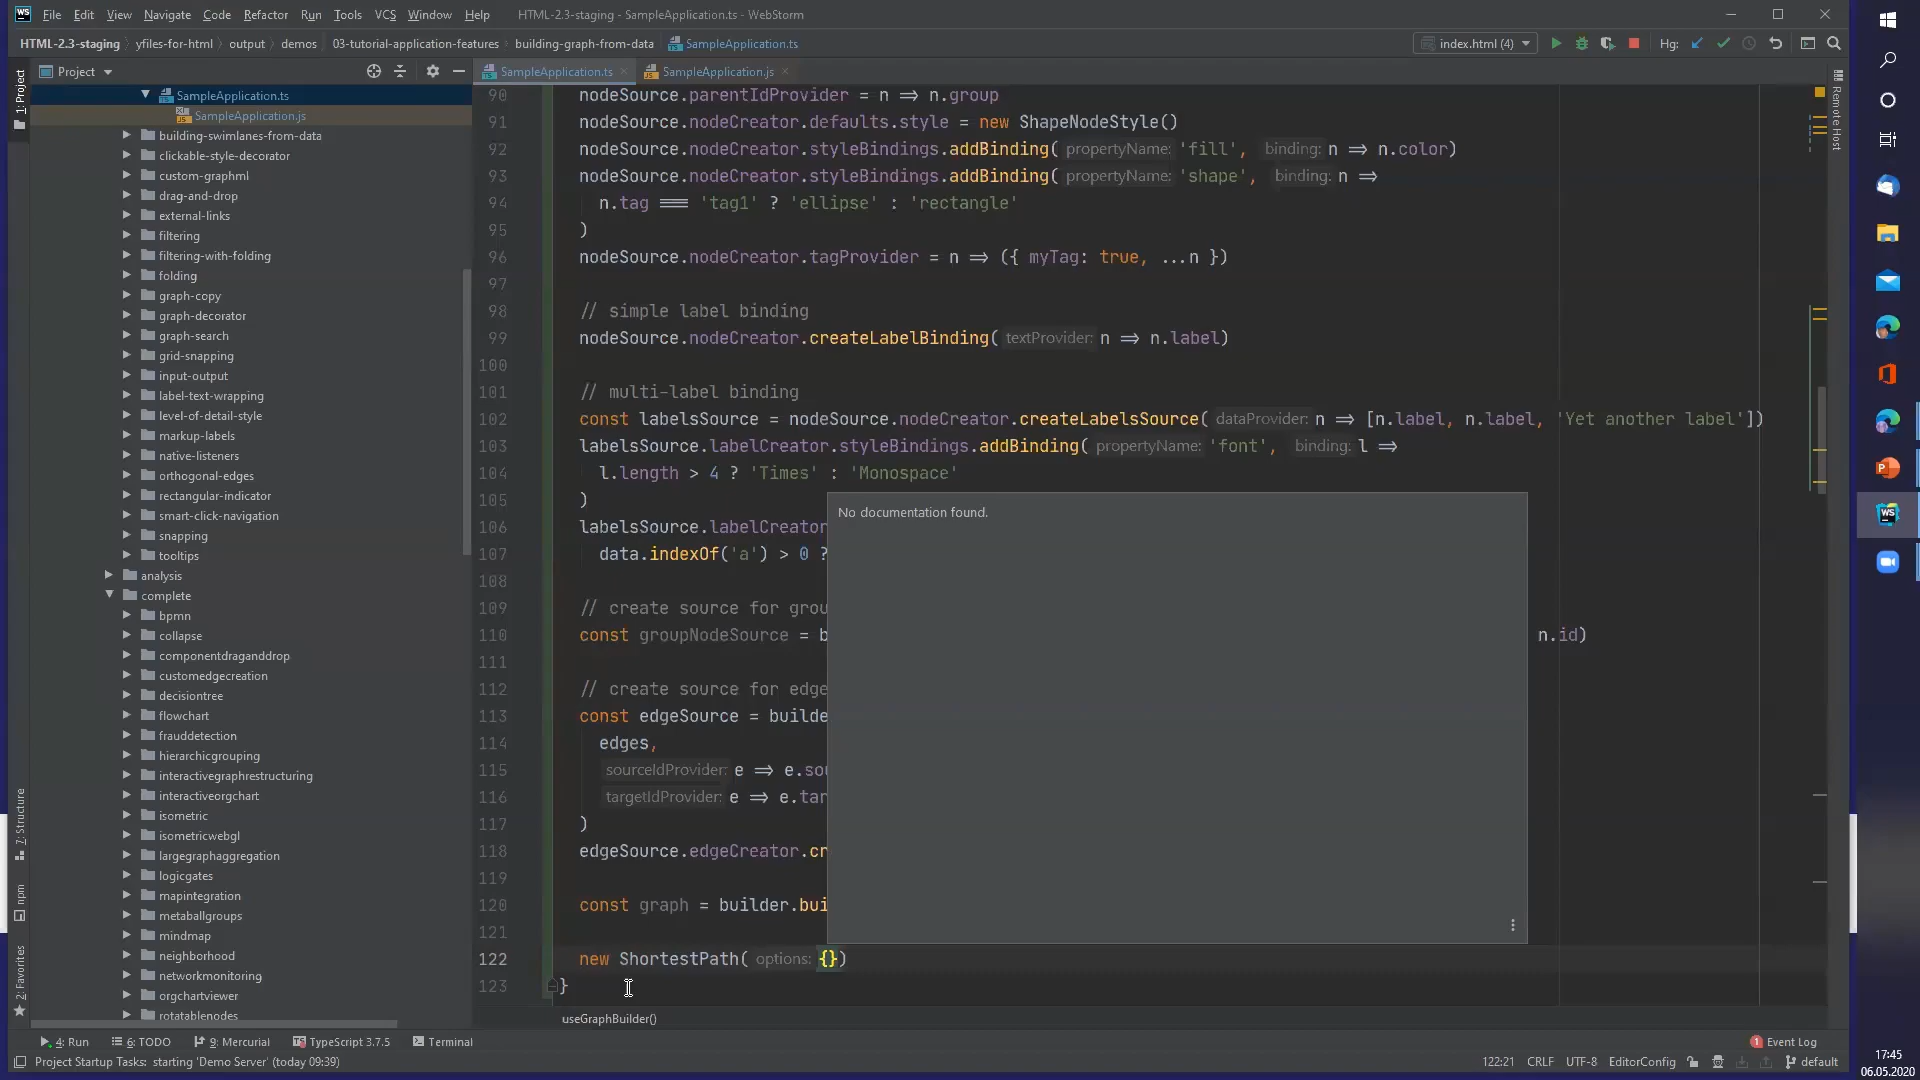 WS File Edit View Navigate Code Refactor Run Tools VCS Window Help HTML-2.3-staging - SampleApplication.ts - WebStorm
HTML-2.3-staging yfiles-for-html output demos 03-tutorial-application-features building-graph-from-data SampleApplication.ts index.html (4) Hg:
Project
SampleApplication.ts SampleApplication.js
1: Project
7: Structure
npm
2: Favorites
Remote Host
SampleApplication.ts
SampleApplication.js
building-swimlanes-from-data
clickable-style-decorator
custom-graphml
drag-and-drop
external-links
filtering
filtering-with-folding
folding
graph-copy
graph-decorator
graph-search
grid-snapping
input-output
label-text-wrapping
level-of-detail-style
markup-labels
native-listeners
orthogonal-edges
rectangular-indicator
smart-click-navigation
snapping
tooltips
analysis
complete
bpmn
collapse
componentdraganddrop
customedgecreation
decisiontree
flowchart
frauddetection
hierarchicgrouping
interactivegraphrestructuring
interactiveorgchart
isometric
isometricwebgl
largegraphaggregation
logicgates
mapintegration
metaballgroups
mindmap
neighborhood
networkmonitoring
orgchartviewer
rotatablenodes
90 nodeSource.parentIdProvider = n => n.group
91 nodeSource.nodeCreator.defaults.style = new ShapeNodeStyle()
92 nodeSource.nodeCreator.styleBindings.addBinding( propertyName: 'fill', binding: n => n.color)
93 nodeSource.nodeCreator.styleBindings.addBinding( propertyName: 'shape', binding: n =>
94 n.tag === 'tag1' ? 'ellipse' : 'rectangle'
95 )
96 nodeSource.nodeCreator.tagProvider = n => ({ myTag: true, ...n })
97
98 // simple label binding
99 nodeSource.nodeCreator.createLabelBinding( textProvider: n => n.label)
100
101 // multi-label binding
102 const labelsSource = nodeSource.nodeCreator.createLabelsSource( dataProvider: n => [n.label, n.label, 'Yet another label'])
103 labelsSource.labelCreator.styleBindings.addBinding( propertyName: 'font', binding: l =>
104 l.length > 4 ? 'Times' : 'Monospace'
105 )
106 labelsSource.labelCreator
107 data.indexOf('a') > 0 ?
108
109 // create source for grou
110 const groupNodeSource = b n.id)
111
112 // create source for edge
113 const edgeSource = builde
114 edges,
115 sourceIdProvider: e => e.sou
116 targetIdProvider: e => e.tar
117 )
118 edgeSource.edgeCreator.cr
119
120 const graph = builder.bui
121
122 new ShortestPath( options: {})
123 }
No documentation found.
useGraphBuilder()
4: Run 6: TODO 9: Mercurial TypeScript 3.7.5 Terminal 1 Event Log
Project Startup Tasks: starting 'Demo Server' (today 09:39) 122:21 CRLF UTF-8 EditorConfig default
WS
17:45
06.05.2020